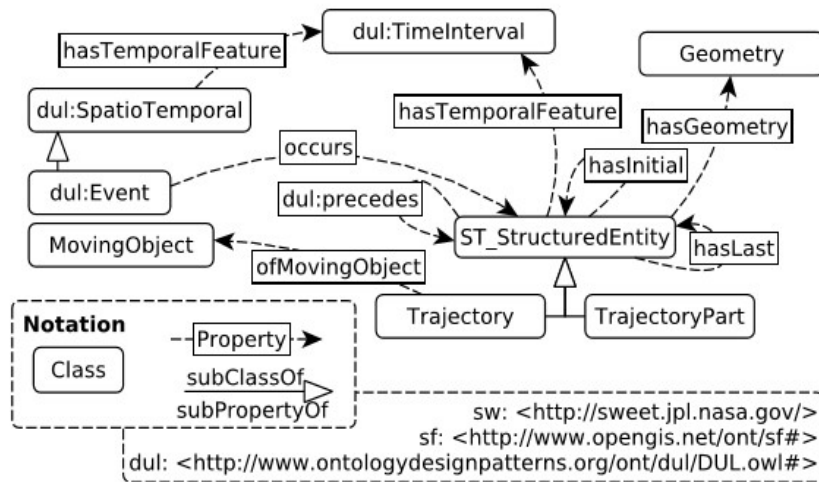 dul:TimeInterval
hasTemporalFeature
Geometry
dul:SpatioTemporal
hasTemporalFeature
hasGeometry
occurs
hasInitial
dul:Event
dul:precedes
MovingObject
ST_StructuredEntity
hasLast
ofMovingObject
Trajectory
TrajectoryPart
Notation
Property
Class
subClassOf
subPropertyOf
sw: <http://sweet.jpl.nasa.gov/>
sf: <http://www.opengis.net/ont/sf#>
dul: <http://www.ontologydesignpatterns.org/ont/dul/DUL.owl#>